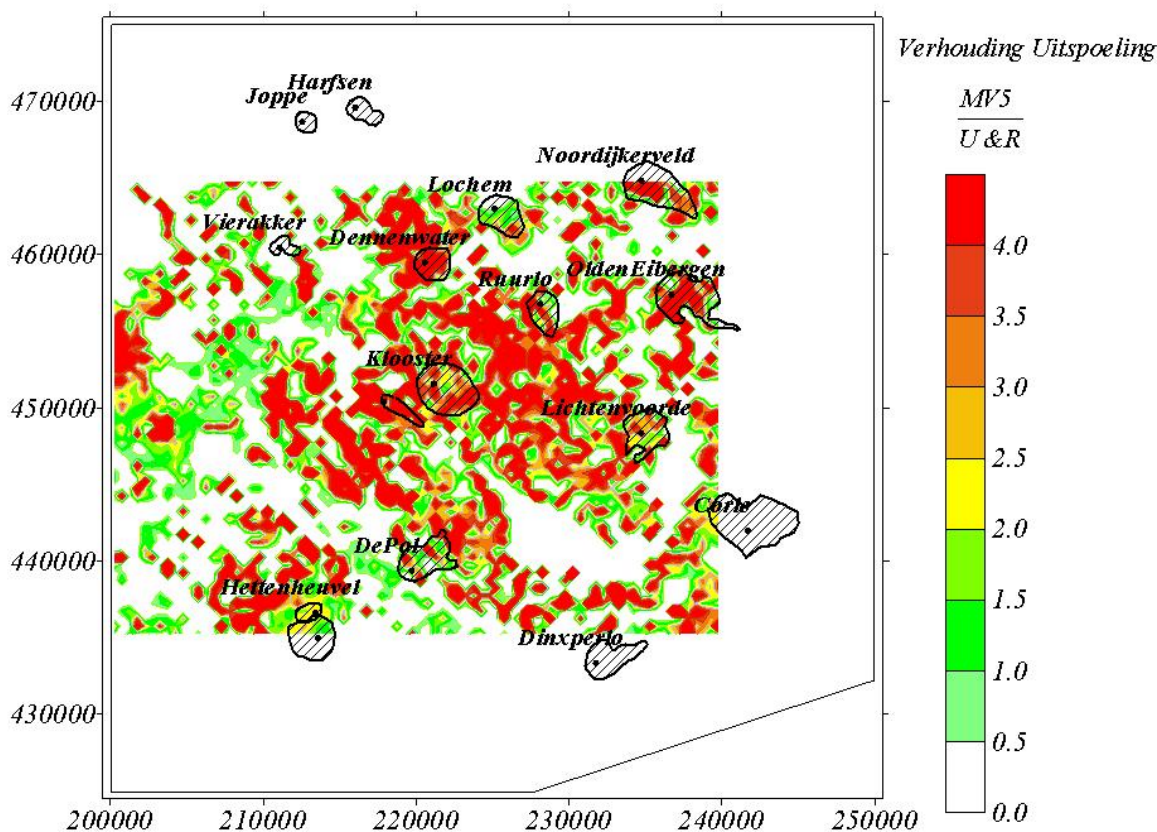 Verhouding Uitspoeling
MV5
U&R
4.0
3.5
3.0
2.5
2.0
1.5
1.0
0.5
0.0
470000
460000
450000
440000
430000
200000 210000 220000 230000 240000 250000
Harfsen
Joppe
Noordijkerveld
Lochem
Vierakker
Dennenwater
Ruurlo
OldenEibergen
Klooster
Lichtenvoorde
Corle
DePol
Hettenheuvel
Dinxperlo